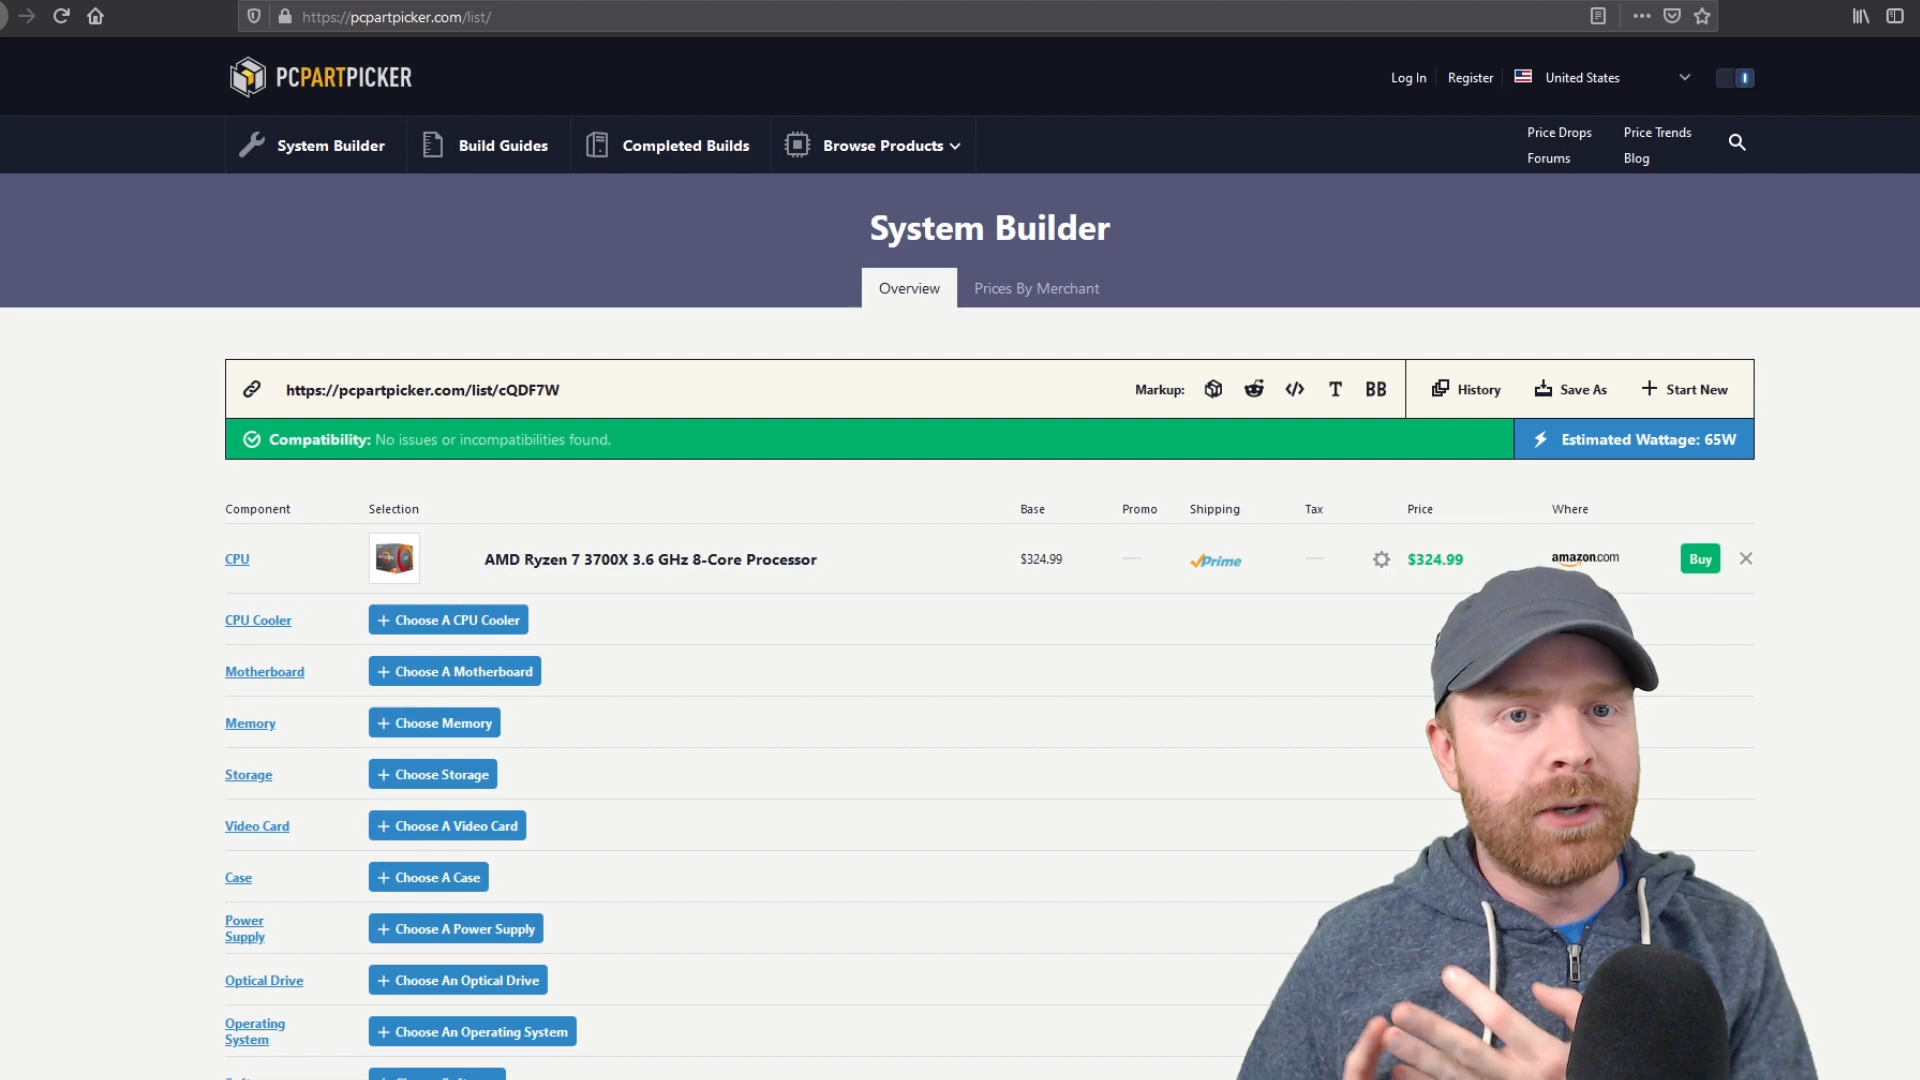 https://pcpartpicker.com/list/
PCPARTPICKER
Log In
Register
United States
System Builder
Build Guides
Completed Builds
Browse Products
Price Drops
Price Trends
Forums
Blog
System Builder
Overview
Prices By Merchant
https://pcpartpicker.com/list/cQDF7W
Markup:
T
BB
History
Save As
+ Start New
Compatibility: No issues or incompatibilities found.
Estimated Wattage: 65W
Component
Selection
Base
Promo
Shipping
Tax
Price
Where
CPU
AMD Ryzen 7 3700X 3.6 GHz 8-Core Processor
$324.99
Prime
$324.99
amazon.com
Buy
CPU Cooler
+ Choose A CPU Cooler
Motherboard
+ Choose A Motherboard
Memory
+ Choose Memory
Storage
+ Choose Storage
Video Card
+ Choose A Video Card
Case
+ Choose A Case
Power
Supply
+ Choose A Power Supply
Optical Drive
+ Choose An Optical Drive
Operating
System
+ Choose An Operating System